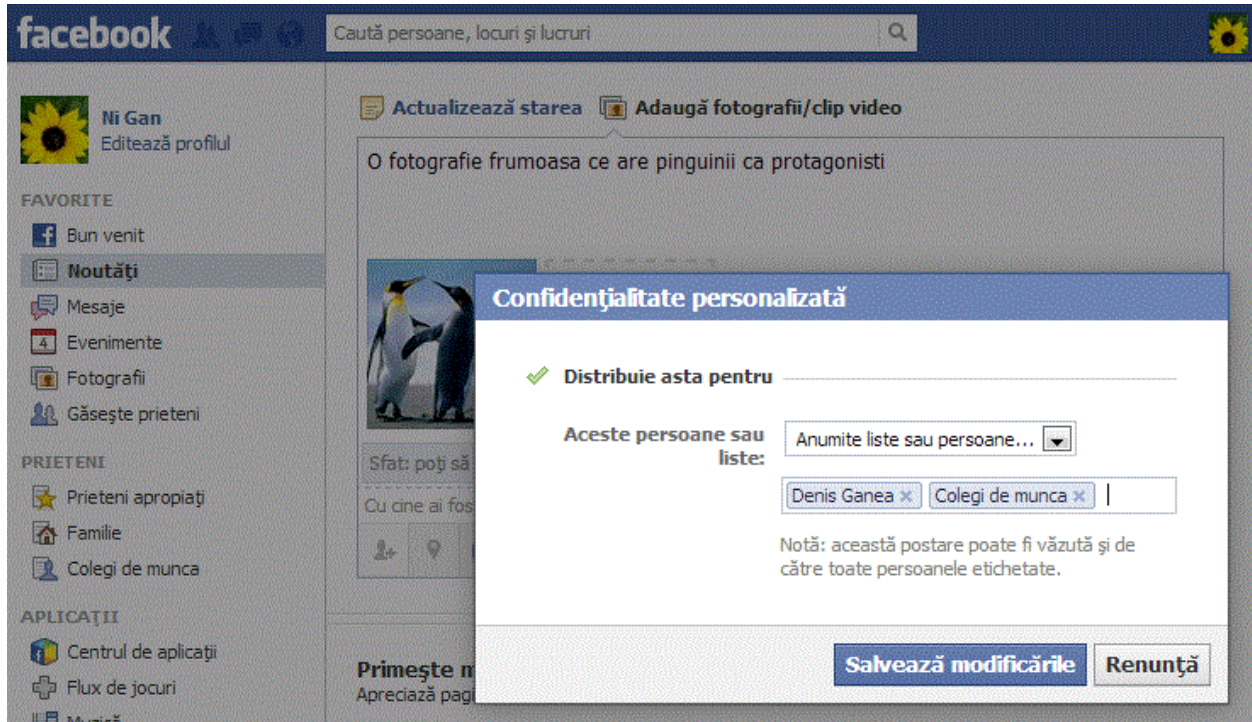 facebook
Caută persoane, locuri şi lucruri
Ni Gan
Editează profilul
FAVORITE
Bun venit
Noutăţi
Mesaje
4
Evenimente
Fotografii
Găseşte prieteni
PRIETENI
Prieteni apropiaţi
Familie
Colegi de munca
APLICAŢII
Centrul de aplicaţii
Flux de jocuri
Muzică
Actualizează starea
Adaugă fotografii/clip video
O fotografie frumoasa ce are pinguinii ca protagonisti
Sfat: poţi să
Cu cine ai fos
Primeşte m
Apreciază pagi
Confidenţialitate personalizată
Distribuie asta pentru
Aceste persoane sau
liste:
Anumite liste sau persoane...
Denis Ganea × Colegi de munca ×
Notă: această postare poate fi văzută şi de
către toate persoanele etichetate.
Salvează modificările
Renunţă